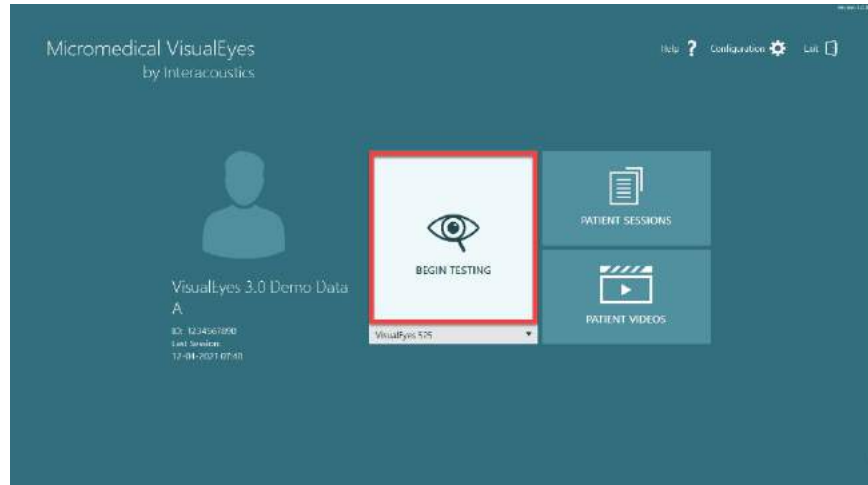 Micromedical VisualEyes
by Interacoustics
Help ?
Configuration
Exit
BEGIN TESTING
VisualEyes 525
PATIENT SESSIONS
PATIENT VIDEOS
VisualEyes 3.0 Demo Data
A
ID: 1234567890
Last Session:
12-04-2021 07:48